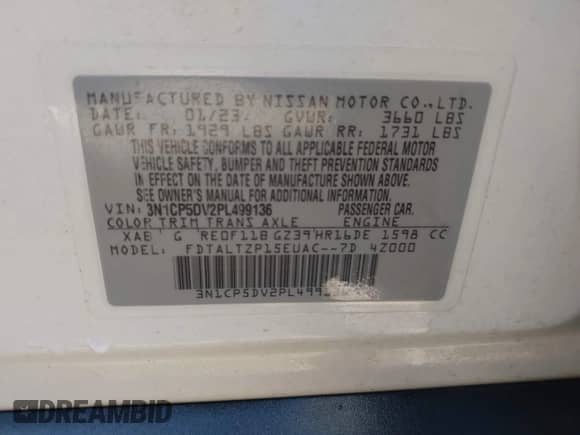 MANUFACTURED BY NISSAN MOTOR CO.,LTD.
DATE: 01/23 GVWR: 3660 LBS
GAWR FR: 1929 LBS GAWR RR: 1731 LBS
THIS VEHICLE CONFORMS TO ALL APPLICABLE FEDERAL MOTOR
VEHICLE SAFETY, BUMPER AND THEFT PREVENTION STANDARDS
IN EFFECT ON THE DATE OF MANUFACTURE SHOWN ABOVE.
SEE OWNER'S MANUAL FOR ADDITIONAL INFORMATION.
VIN: 3N1CP5DV2PL499136 PASSENGER CAR.
COLOR TRIM TRANS AXLE ENGINE
XAB G RE0F11B GZ39 HR16DE 1598 CC
MODEL: FDTALTZP15EUAC--7D 4Z000
3N1CP5DV2PL499
DREAMBID